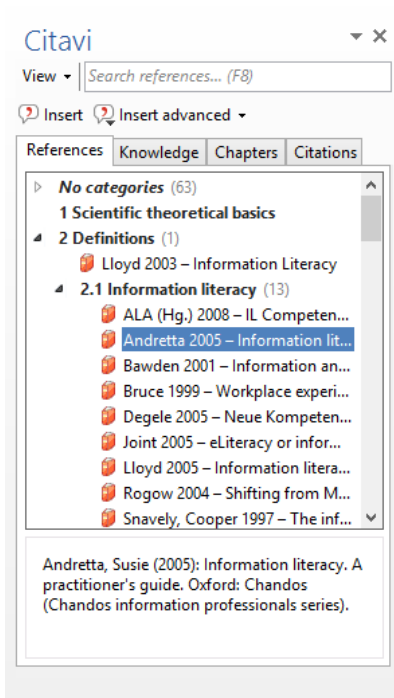 Citavi
View Search references... (F8)
Insert Insert advanced
References Knowledge Chapters Citations
No categories (63)
1 Scientific theoretical basics
2 Definitions (1)
Lloyd 2003 – Information Literacy
2.1 Information literacy (13)
ALA (Hg.) 2008 – IL Competen...
Andretta 2005 – Information lit...
Bawden 2001 – Information an...
Bruce 1999 – Workplace experi...
Degele 2005 – Neue Kompeten...
Joint 2005 – eLiteracy or infor...
Lloyd 2005 – Information litera...
Rogow 2004 – Shifting from M...
Snavely, Cooper 1997 – The inf...
Andretta, Susie (2005): Information literacy. A
practitioner's guide. Oxford: Chandos
(Chandos information professionals series).